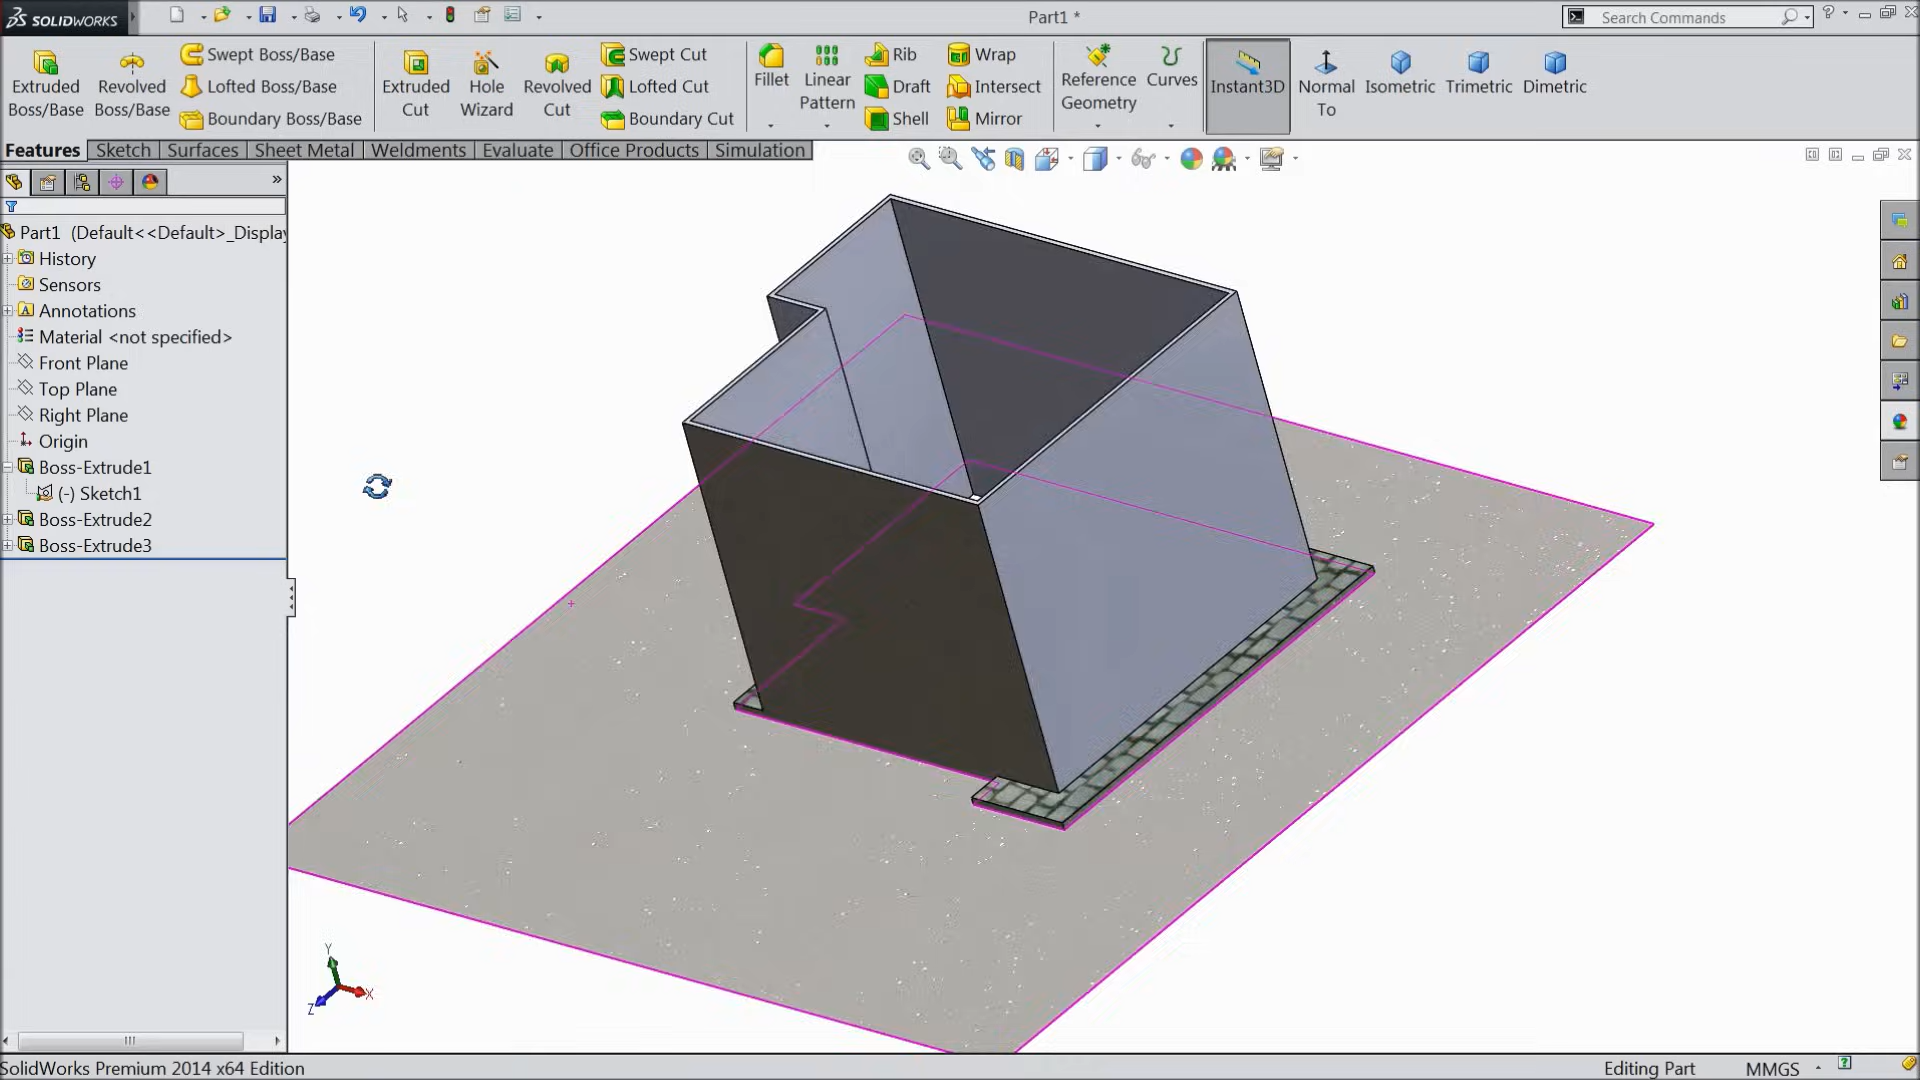 SOLIDWORKS
Part1 *
Search Commands
?
Extruded Boss/Base
Revolved Boss/Base
Swept Boss/Base
Lofted Boss/Base
Boundary Boss/Base
Extruded Cut
Hole Wizard
Revolved Cut
Swept Cut
Lofted Cut
Boundary Cut
Fillet
Linear Pattern
Rib
Draft
Shell
Wrap
Intersect
Mirror
Reference Geometry
Curves
Instant3D
Normal To
Isometric
Trimetric
Dimetric
Features
Sketch
Surfaces
Sheet Metal
Weldments
Evaluate
Office Products
Simulation
Part1 (Default<<Default>_Display
History
Sensors
Annotations
Material <not specified>
Front Plane
Top Plane
Right Plane
Origin
Boss-Extrude1
(-) Sketch1
Boss-Extrude2
Boss-Extrude3
Y
X
Z
SolidWorks Premium 2014 x64 Edition
Editing Part
MMGS